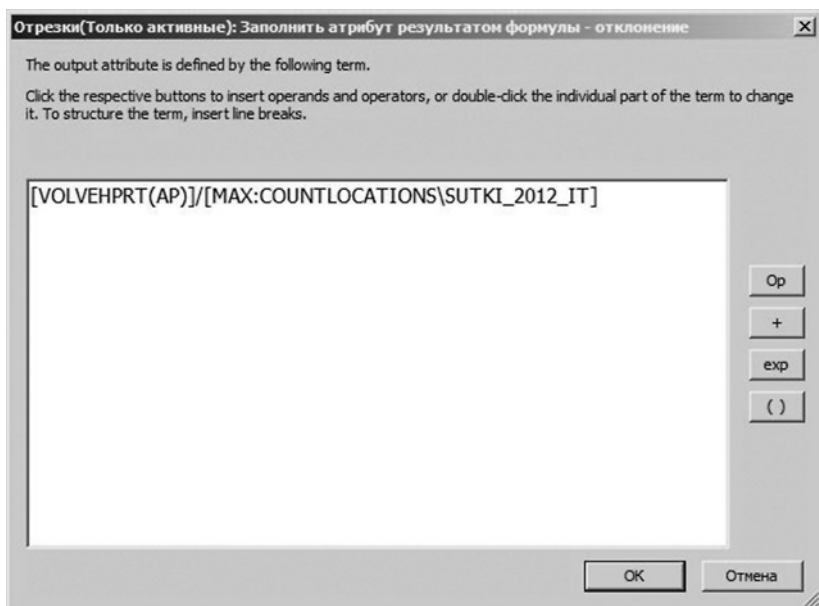 Отрезки(Только активные): Заполнить атрибут результатом формулы - отклонение
The output attribute is defined by the following term.
Click the respective buttons to insert operands and operators, or double-click the individual part of the term to change
it. To structure the term, insert line breaks.
[VOLVEHPRT(AP)]/[MAX:COUNTLOCATIONS\SUTKI_2012_IT]
Op
+
exp
( )
OK
Отмена